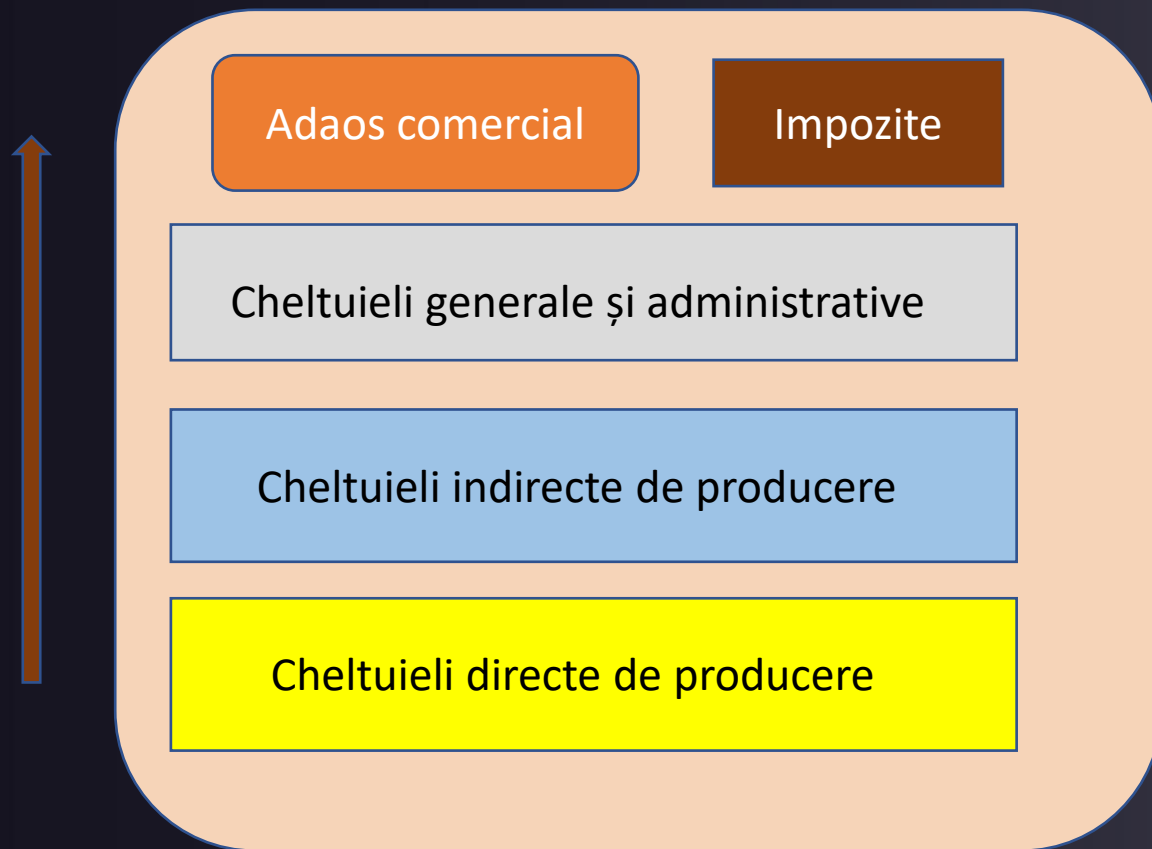 Adaos comercial
Impozite
Cheltuieli generale și administrative
Cheltuieli indirecte de producere
Cheltuieli directe de producere